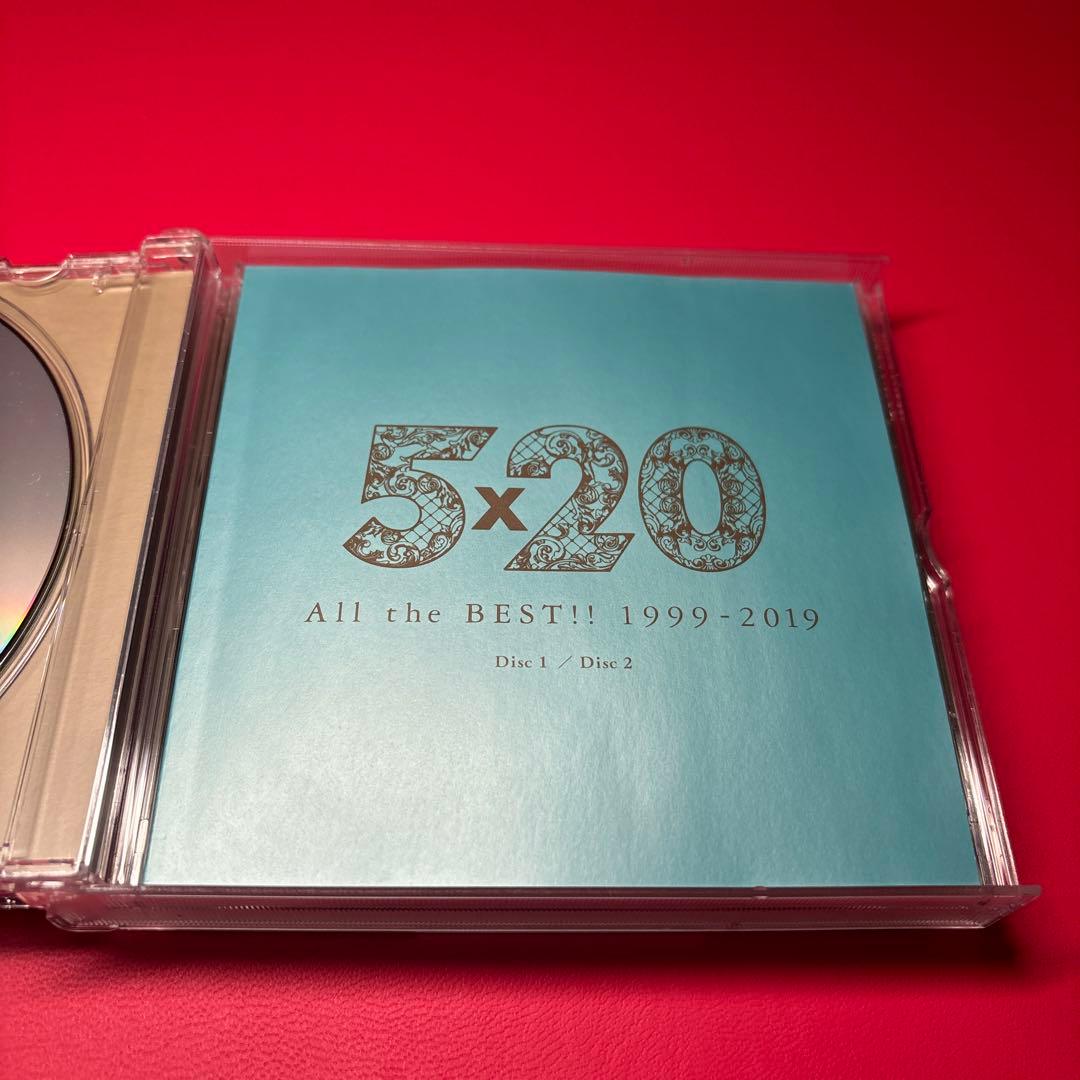 5x20
All the BEST!! 1999-2019
Disc 1 ／ Disc 2